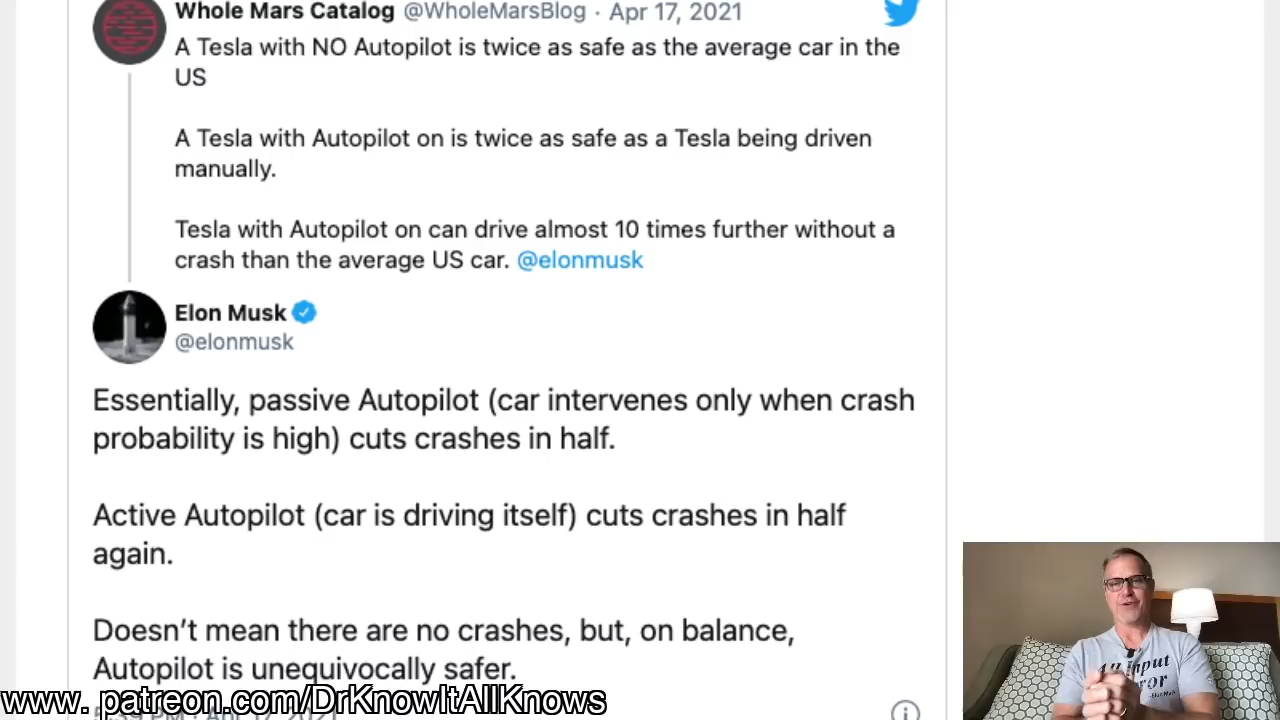 Whole Mars Catalog @WholeMarsBlog · Apr 17, 2021
A Tesla with NO Autopilot is twice as safe as the average car in the
US
A Tesla with Autopilot on is twice as safe as a Tesla being driven
manually.
Tesla with Autopilot on can drive almost 10 times further without a
crash than the average US car. @elonmusk
Elon Musk
@elonmusk
Essentially, passive Autopilot (car intervenes only when crash
probability is high) cuts crashes in half.
Active Autopilot (car is driving itself) cuts crashes in half
again.
Doesn’t mean there are no crashes, but, on balance,
Autopilot is unequivocally safer.
www. patreon.com/DrKnowItAllKnows
input